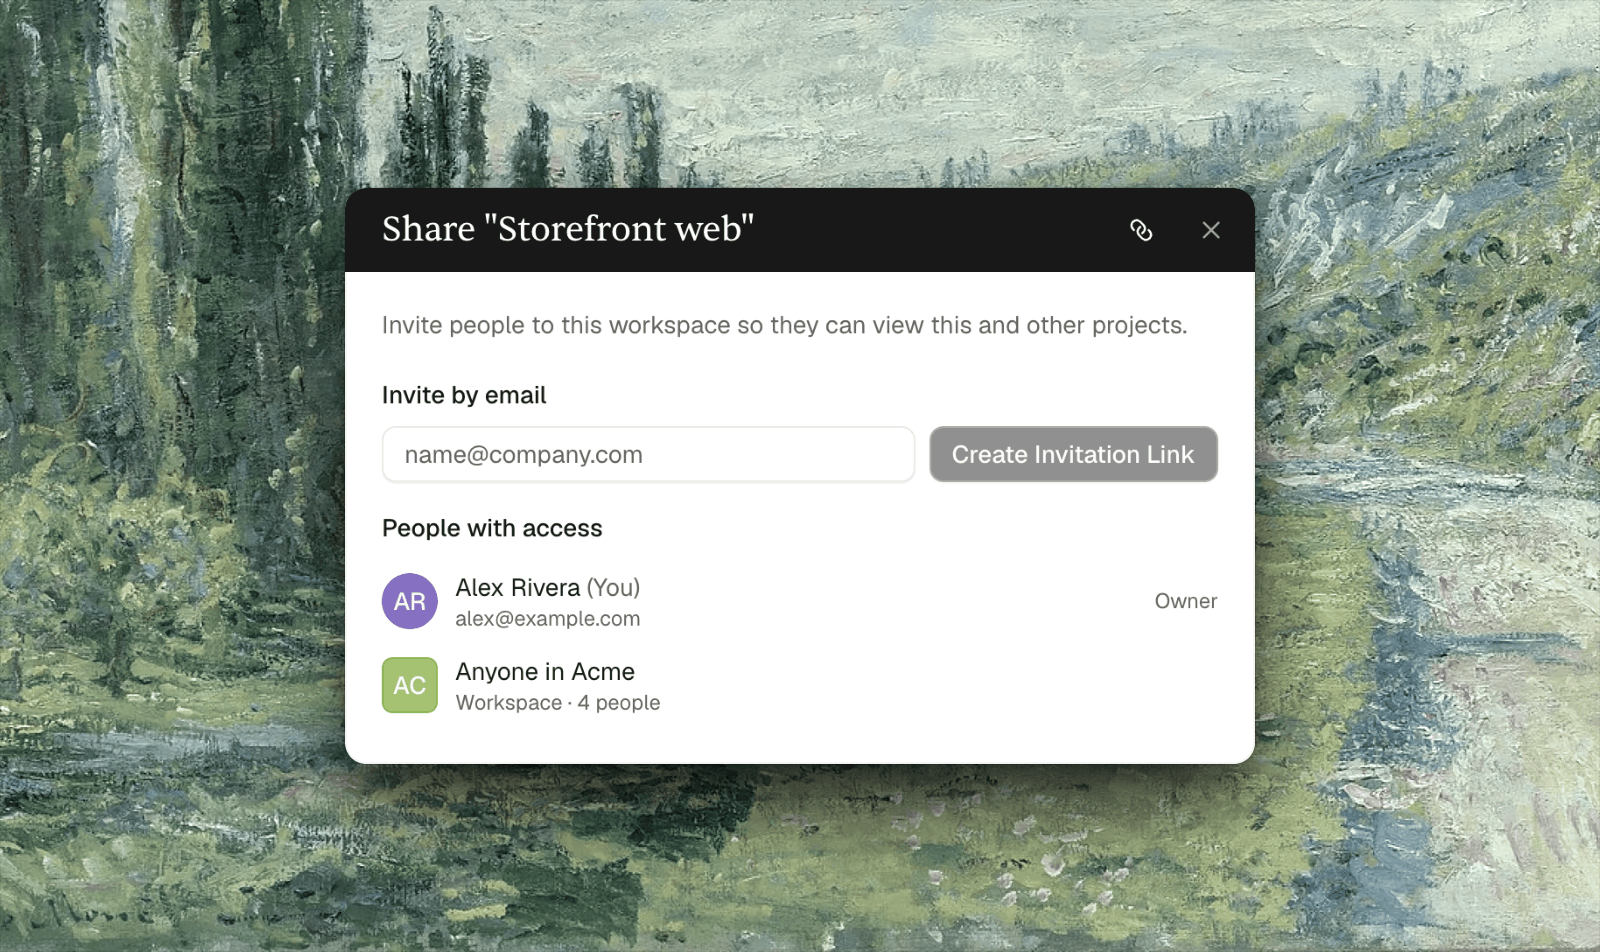 Share "Storefront web"
Invite people to this workspace so they can view this and other projects.
Invite by email
name@company.com
Create Invitation Link
People with access
AR
Alex Rivera (You)
alex@example.com
Owner
AC
Anyone in Acme
Workspace · 4 people